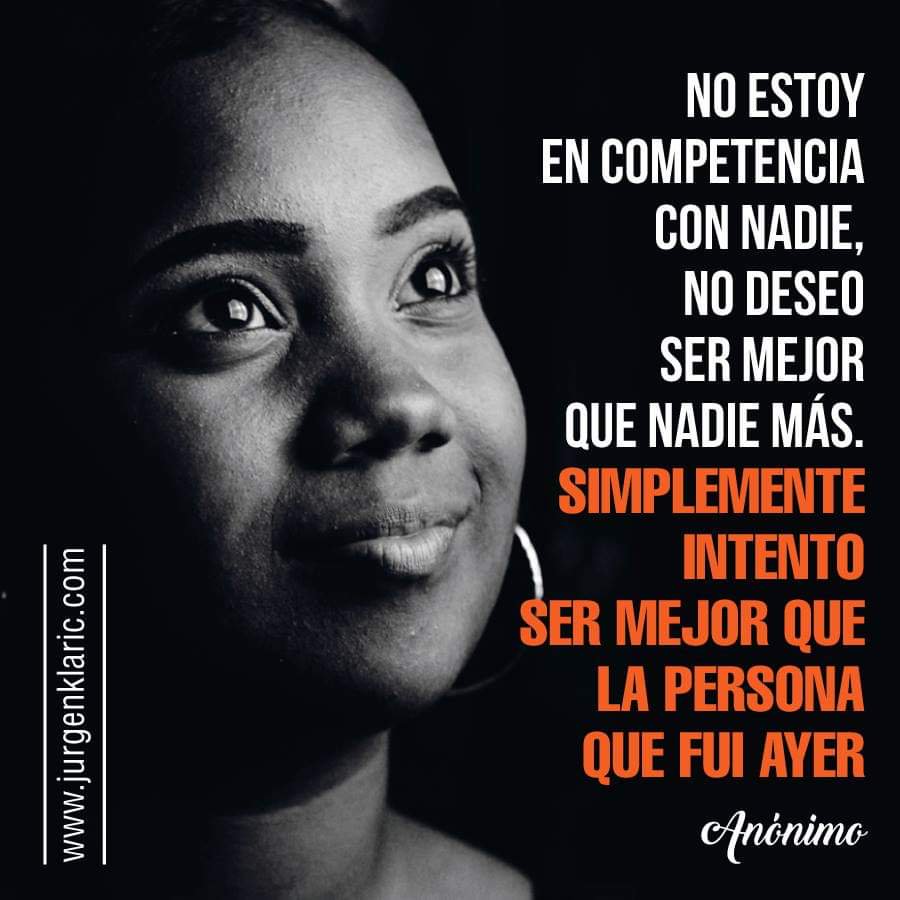 NO ESTOY
EN COMPETENCIA
CON NADIE,
NO DESEO
SER MEJOR
QUE NADIE MÁS.
SIMPLEMENTE
INTENTO
SER MEJOR QUE
LA PERSONA
QUE FUI AYER
Anónimo
www.jurgenklaric.com